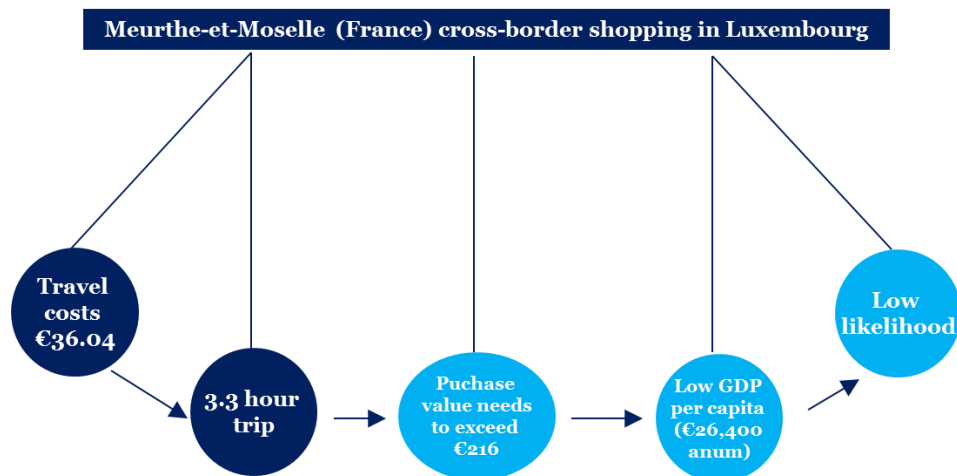 Meurthe-et-Moselle (France) cross-border shopping in Luxembourg
Travel
costs
€36.04
3.3 hour
trip
Puchase
value needs
to exceed
€216
Low GDP
per capita
(€26,400
anum)
Low
likelihood